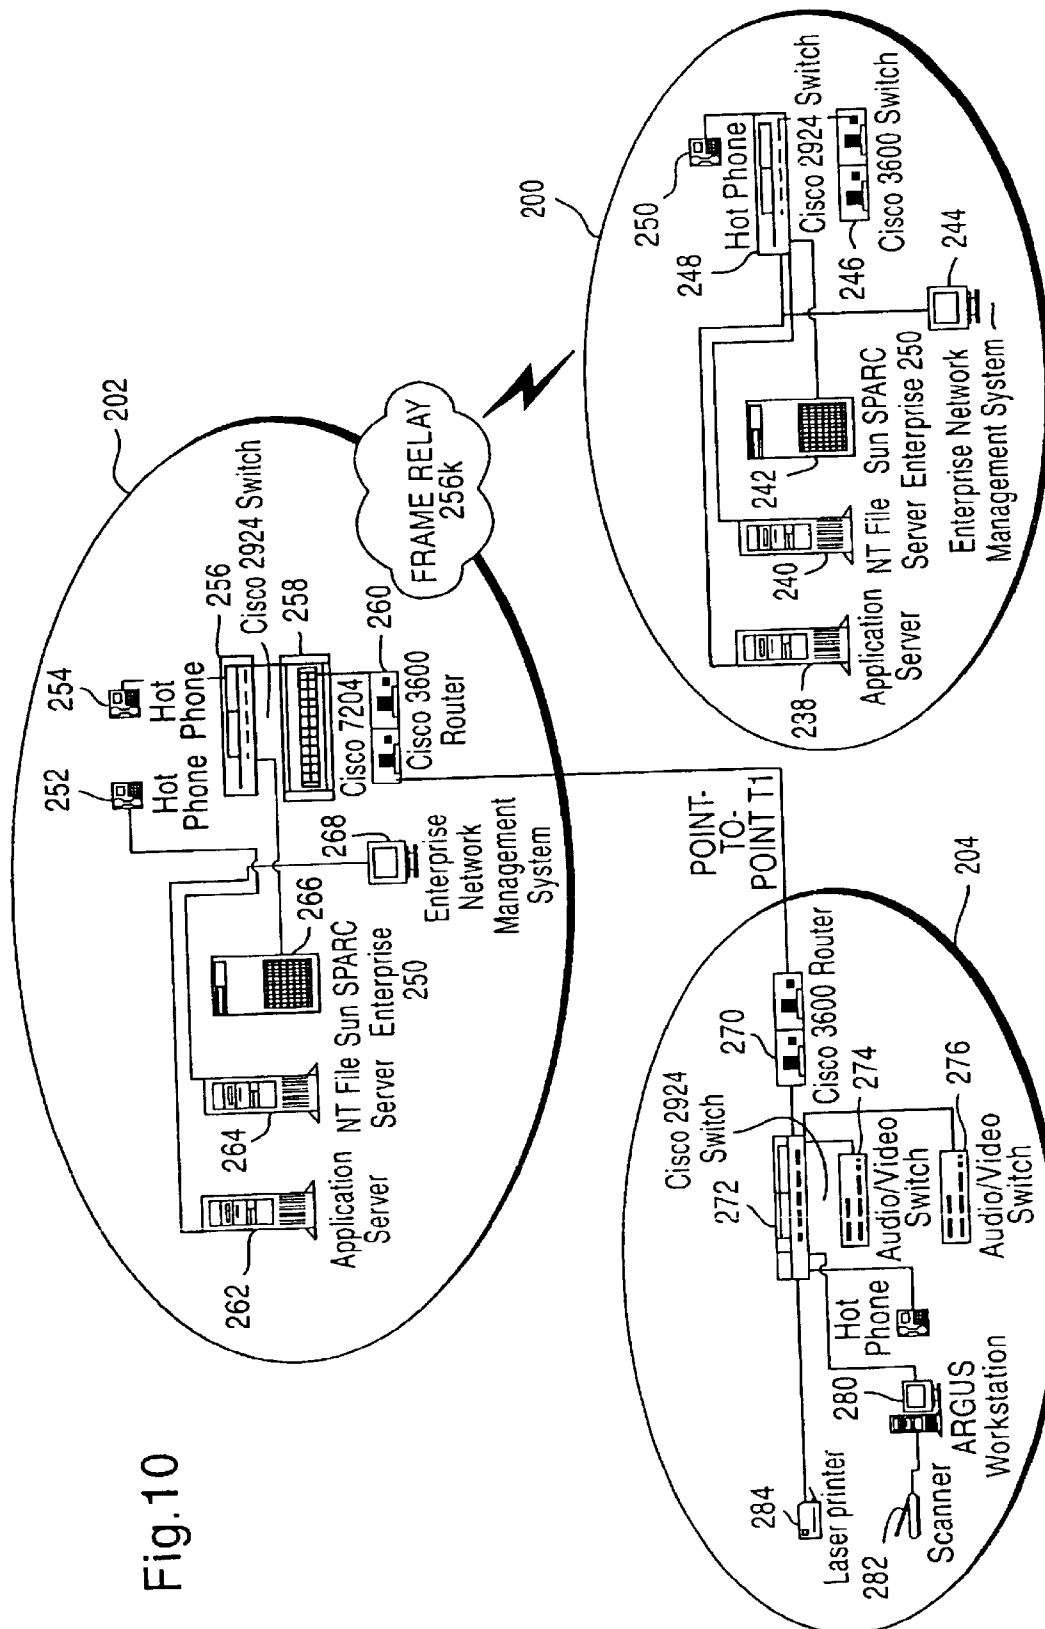 Fig.10
202
252
254
Hot
Phone
Hot
Phone
256
Cisco 2924 Switch
258
Cisco 7204
260
Cisco 3600
Router
262
Application
Server
264
NT File
Server
266
Sun SPARC
Enterprise
250
268
Enterprise
Network
Management
System
FRAME RELAY
256k
POINT-
TO-
POINT T1
200
250
Hot Phone
248
Cisco 2924 Switch
246
Cisco 3600 Switch
238
Application
Server
240
NT File
Server
242
Sun SPARC
Enterprise 250
244
Enterprise Network
Management System
204
270
Cisco 3600 Router
Cisco 2924
Switch
272
274
Audio/Video
Switch
276
Audio/Video
Switch
Hot
Phone
280
ARGUS
Workstation
282
Scanner
284
Laser printer